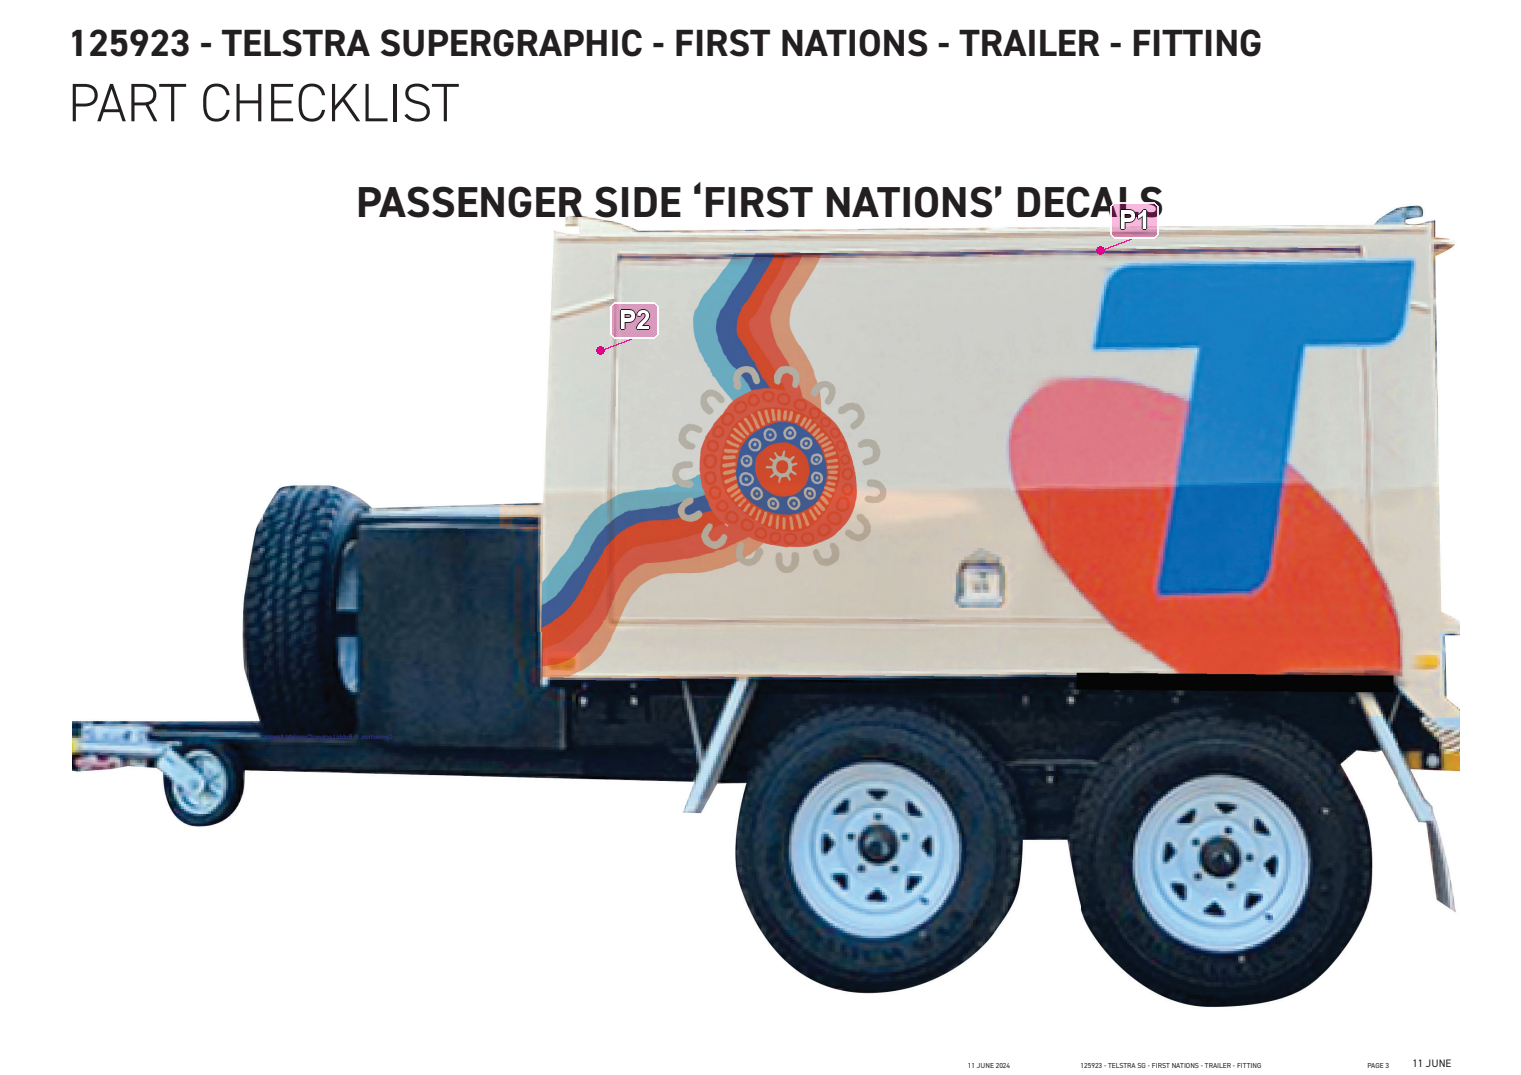 125923 - TELSTRA SUPERGRAPHIC - FIRST NATIONS - TRAILER - FITTING
PART CHECKLIST
PASSENGER SIDE ‘FIRST NATIONS’ DECALS
P1
P2
T
11 JUNE 2024
125923 - TELSTRA SG - FIRST NATIONS - TRAILER - FITTING
PAGE 3
11 JUNE